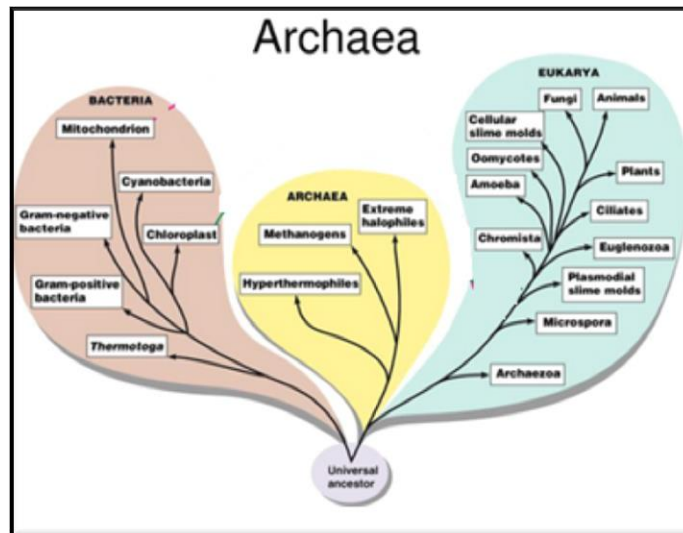 Archaea
BACTERIA
Mitochondrion
Cyanobacteria
Gram-negative
bacteria
Chloroplast
Gram-positive
bacteria
Thermotoga
ARCHAEA
Extreme
halophiles
Methanogens
Hyperthermophiles
EUKARYA
Fungi
Animals
Cellular
slime molds
Oomycotes
Amoeba
Plants
Ciliates
Chromista
Euglenozoa
Plasmodial
slime molds
Microspora
Archaezoa
Universal
ancestor